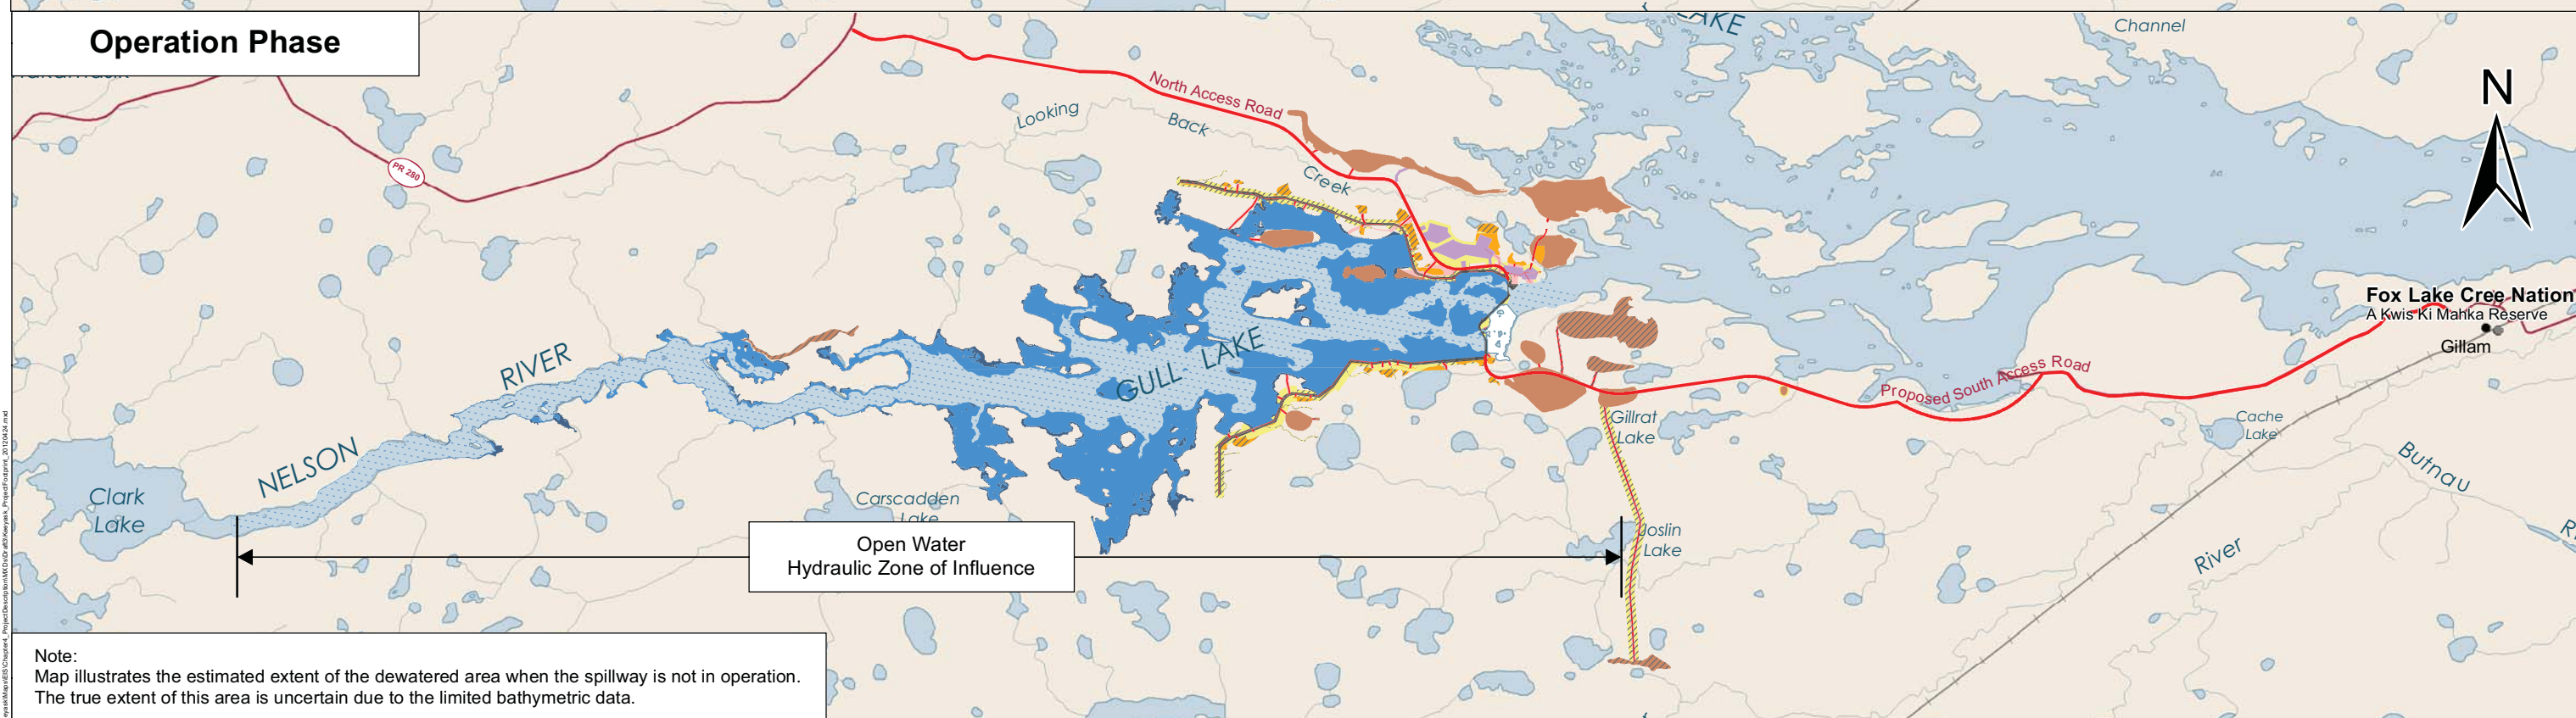 Operation Phase
LAKE
Channel
N
North Access Road
Looking
Back
Creek
PR 280
Fox Lake Cree Nation
A Kwis Ki Mahka Reserve
Gillam
RIVER
GULL LAKE
Proposed South Access Road
Gillrat
Lake
Cache
Lake
NELSON
Butnau
Clark
Lake
Carscadden
Lake
Joslin
Lake
Open Water
Hydraulic Zone of Influence
River
Note:
Map illustrates the estimated extent of the dewatered area when the spillway is not in operation.
The true extent of this area is uncertain due to the limited bathymetric data.